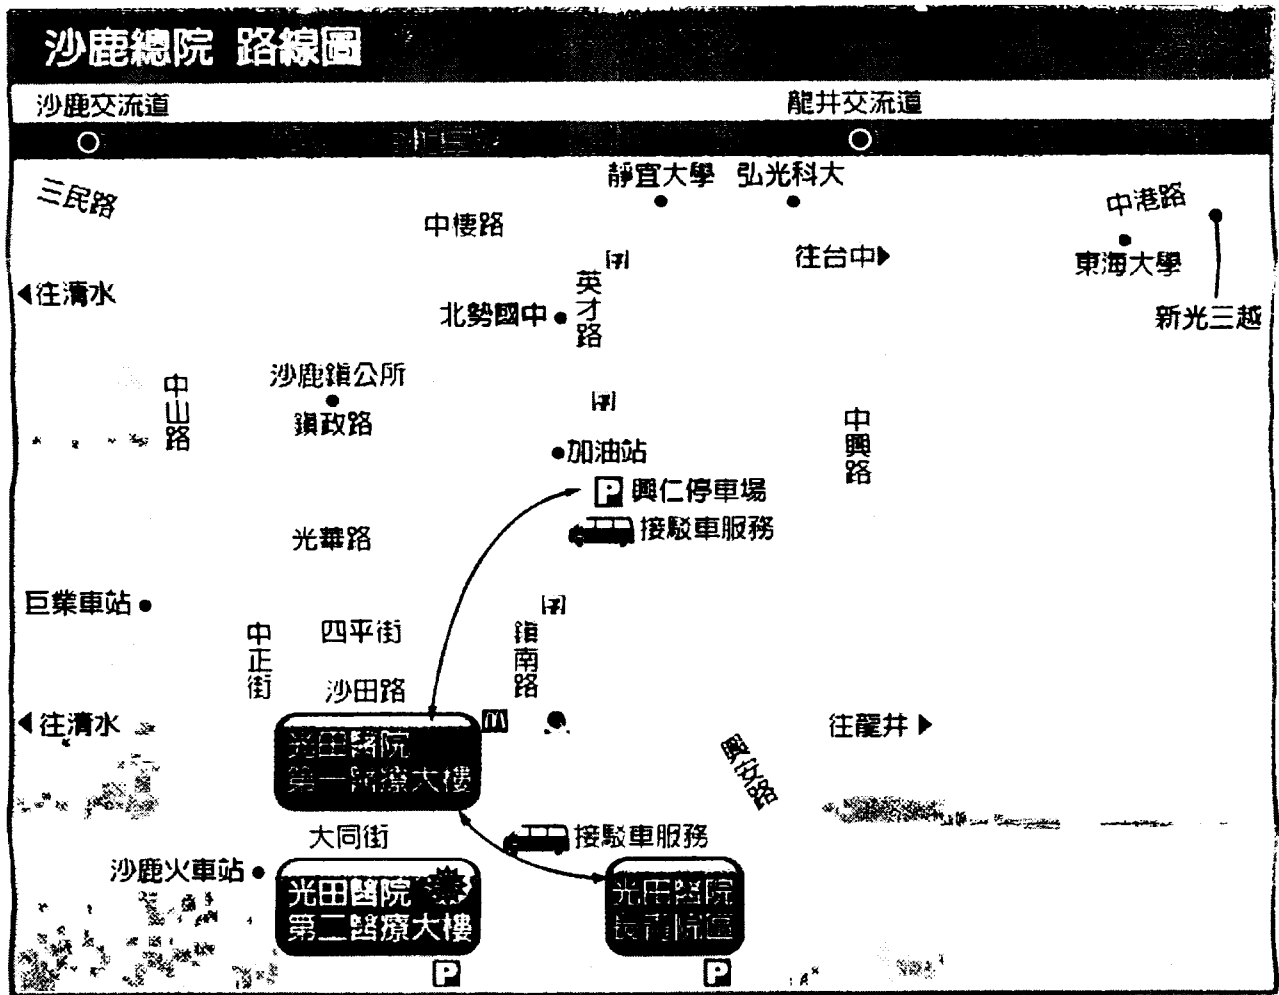 沙鹿總院 路線圖
沙鹿交流道
龍井交流道
靜宜大學
弘光科大
三民路
中棲路
中港路
往台中
東海大學
往清水
英才路
北勢國中
新光三越
沙鹿鎮公所
鎮政路
中山路
中興路
加油站
P 興仁停車場
接駁車服務
光華路
巨業車站
中正街
四平街
鎮南路
沙田路
往清水
往龍井
光田醫院
第一醫療大樓
興安路
大同街
接駁車服務
沙鹿火車站
光田醫院
第二醫療大樓
光田醫院
長南院區
P
P